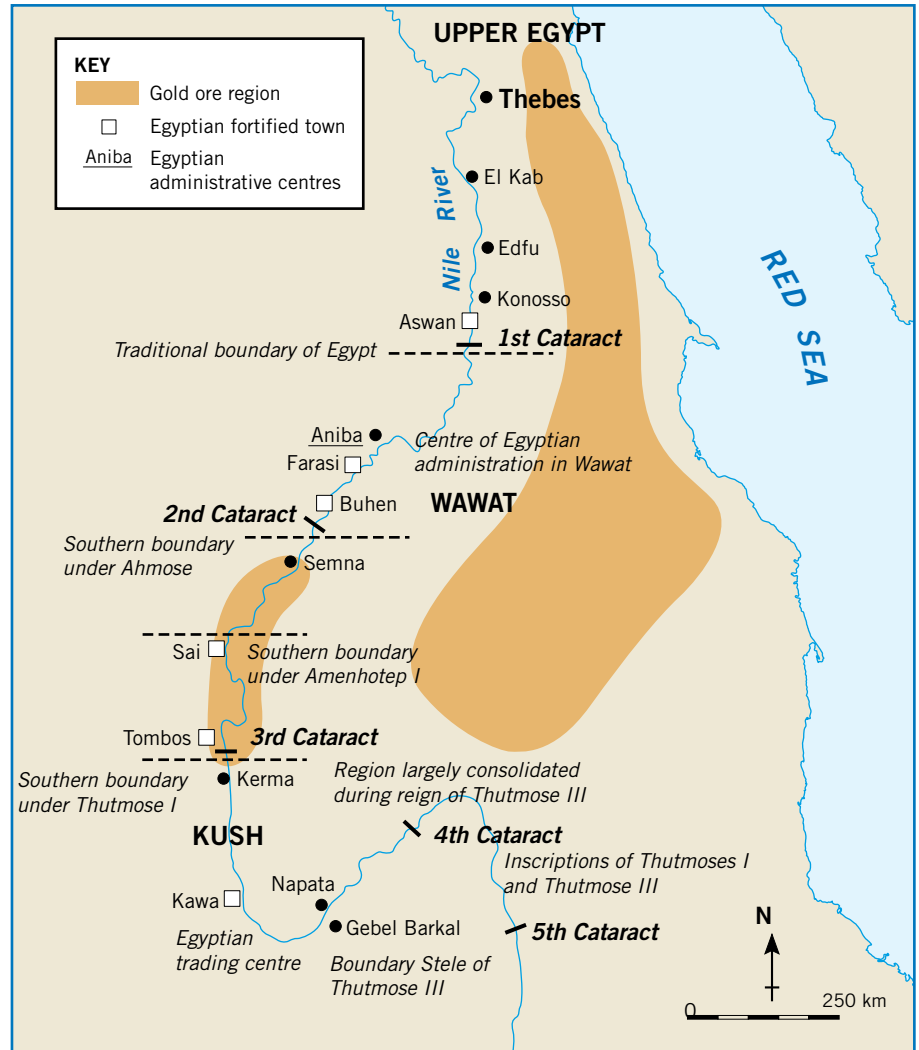 UPPER EGYPT
KEY
Gold ore region
Egyptian fortified town
Aniba
Egyptian
administrative centres
Thebes
El Kab
Nile River
Edfu
Konosso
Aswan
1st Cataract
Traditional boundary of Egypt
RED SEA
Aniba
Centre of Egyptian
administration in Wawat
Farasi
Buhen
WAWAT
2nd Cataract
Southern boundary
under Ahmose
Semna
Sai
Southern boundary
under Amenhotep I
Tombos
3rd Cataract
Southern boundary
under Thutmose I
Kerma
Region largely consolidated
during reign of Thutmose III
KUSH
4th Cataract
Inscriptions of Thutmoses I
and Thutmose III
Napata
Kawa
Gebel Barkal
5th Cataract
Egyptian
trading centre
Boundary Stele of
Thutmose III
N
0
250 km